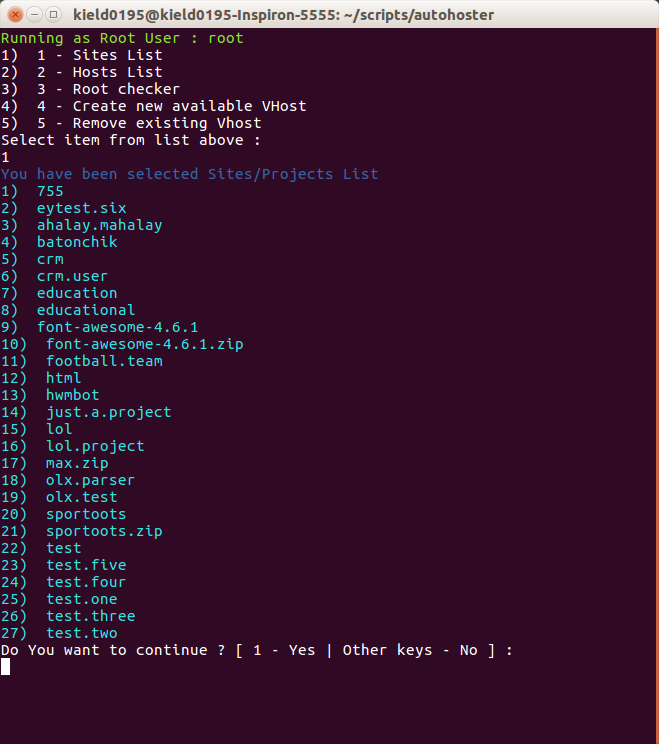 kield0195@kield0195-Inspiron-5555: ~/scripts/autohoster
Running as Root User : root
1)  1 - Sites List
2)  2 - Hosts List
3)  3 - Root checker
4)  4 - Create new available VHost
5)  5 - Remove existing Vhost
Select item from list above :
1
You have been selected Sites/Projects List
1)  755
2)  eytest.six
3)  ahalay.mahalay
4)  batonchik
5)  crm
6)  crm.user
7)  education
8)  educational
9)  font-awesome-4.6.1
10)  font-awesome-4.6.1.zip
11)  football.team
12)  html
13)  hwmbot
14)  just.a.project
15)  lol
16)  lol.project
17)  max.zip
18)  olx.parser
19)  olx.test
20)  sportoots
21)  sportoots.zip
22)  test
23)  test.five
24)  test.four
25)  test.one
26)  test.three
27)  test.two
Do You want to continue ? [ 1 - Yes | Other keys - No ] :